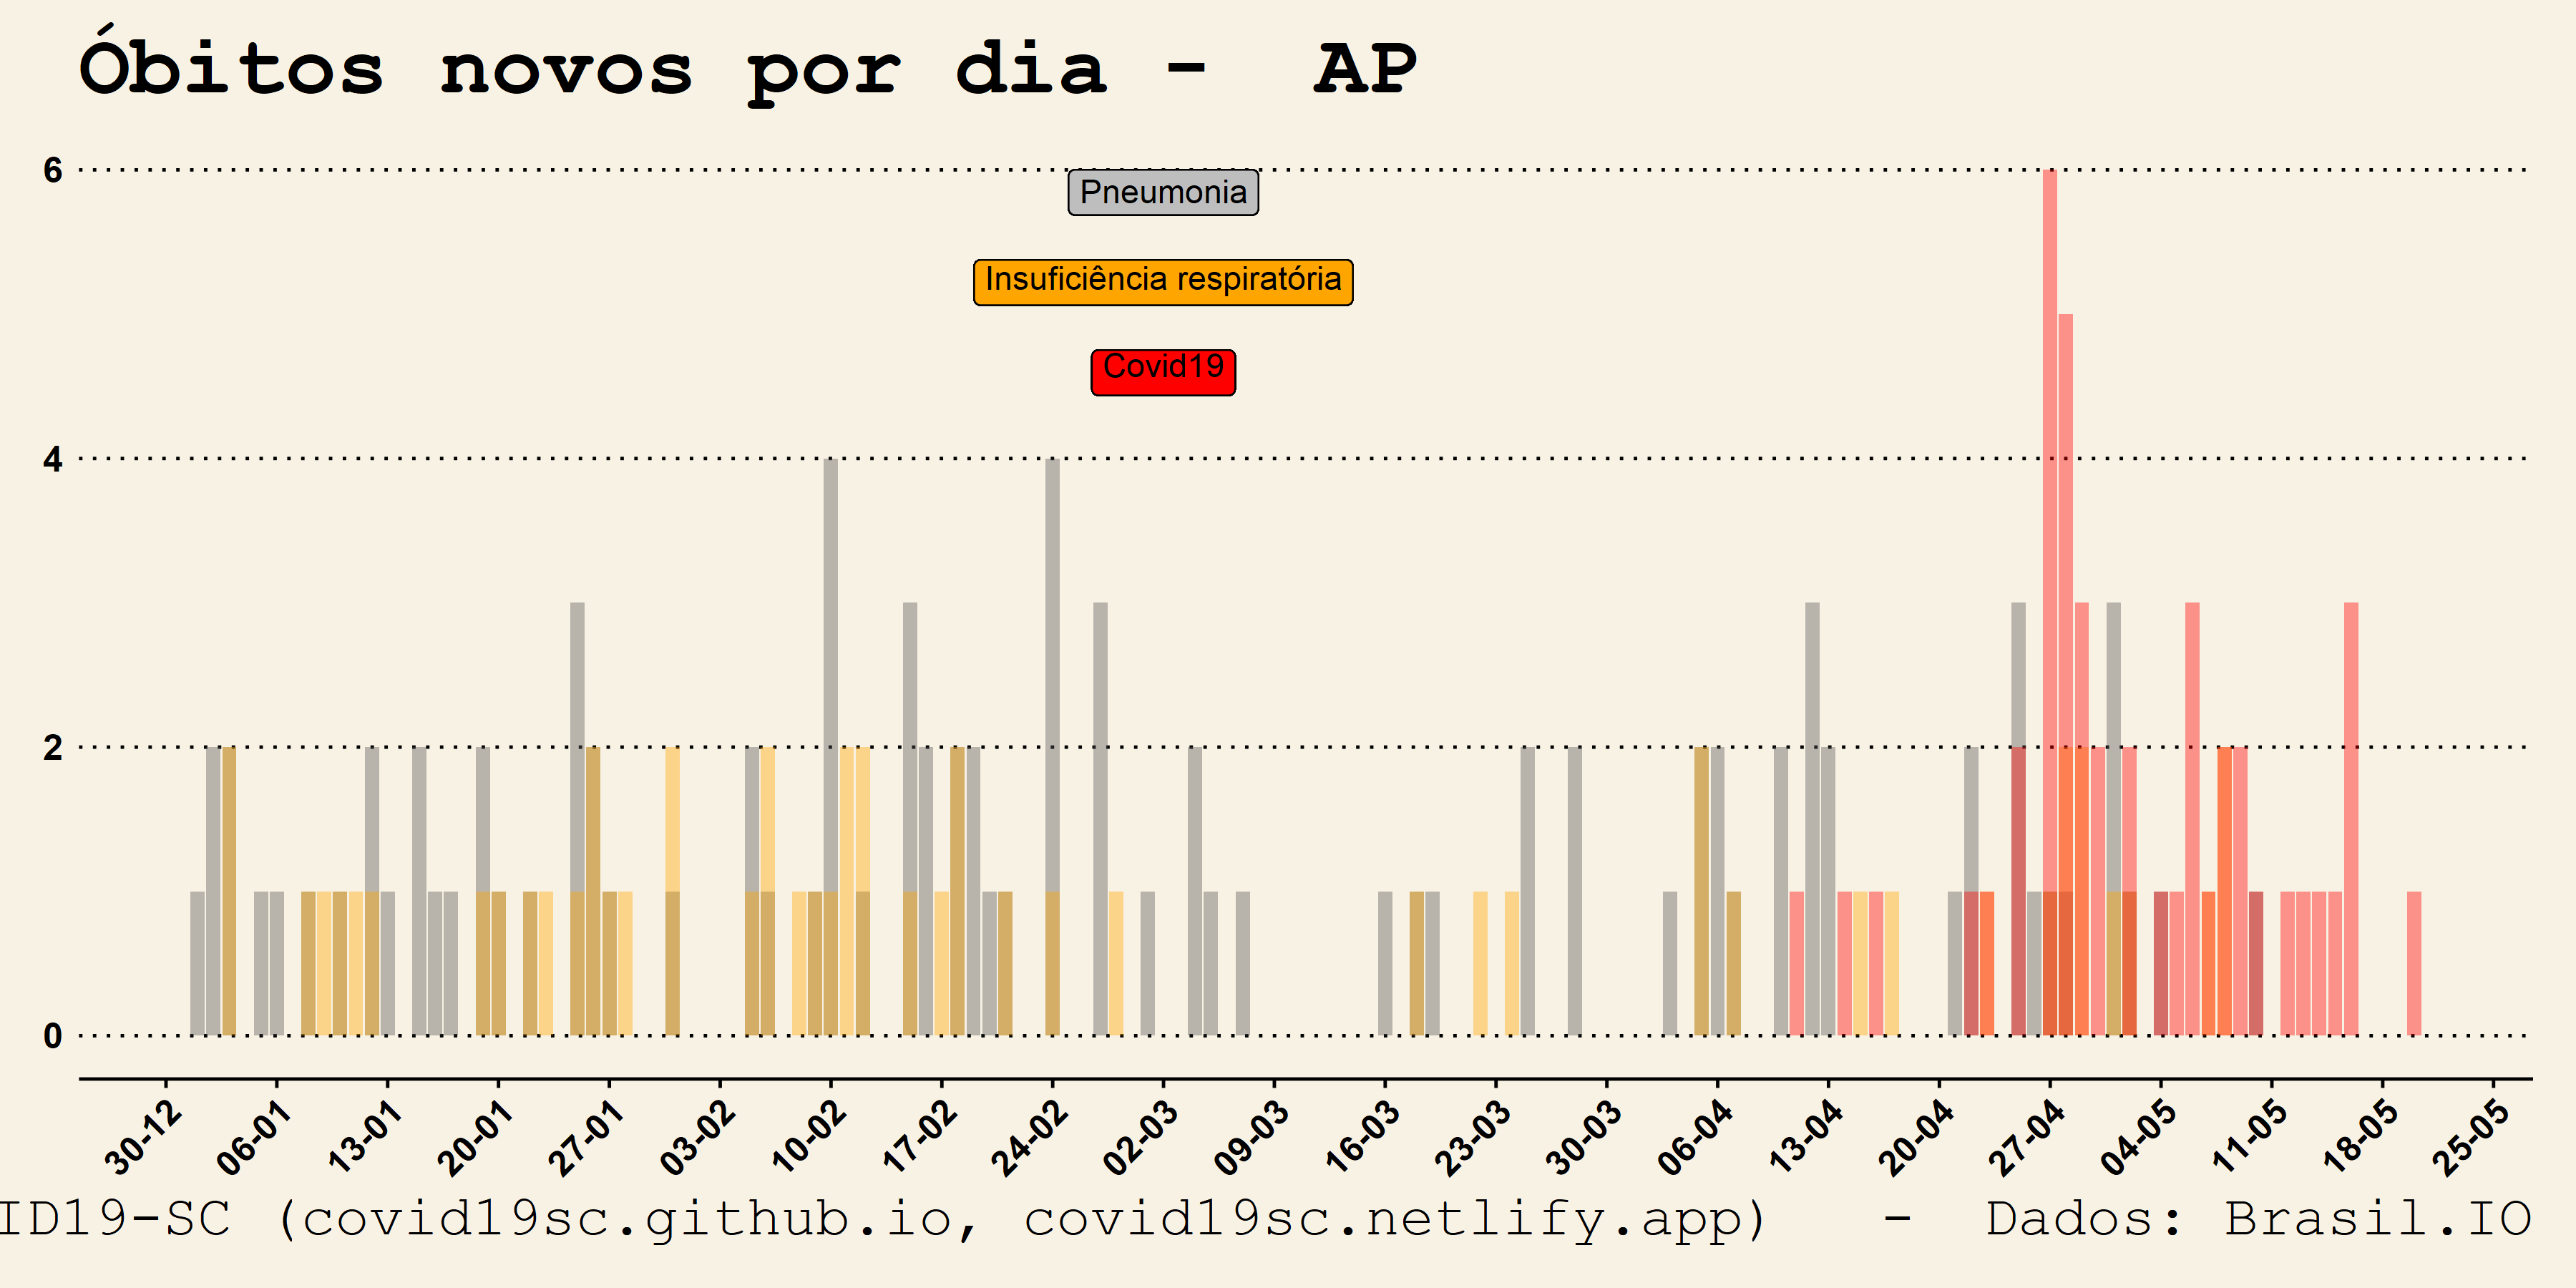 Óbitos novos por dia - AP
6
Pneumonia
Insuficiência respiratória
Covid19
4
2
0
30-12 06-01 13-01 20-01 27-01 03-02 10-02 17-02 24-02 02-03 09-03 16-03 23-03 30-03 06-04 13-04 20-04 27-04 04-05 11-05 18-05 25-05
ID19-SC (covid19sc.github.io, covid19sc.netlify.app) - Dados: Brasil.IO